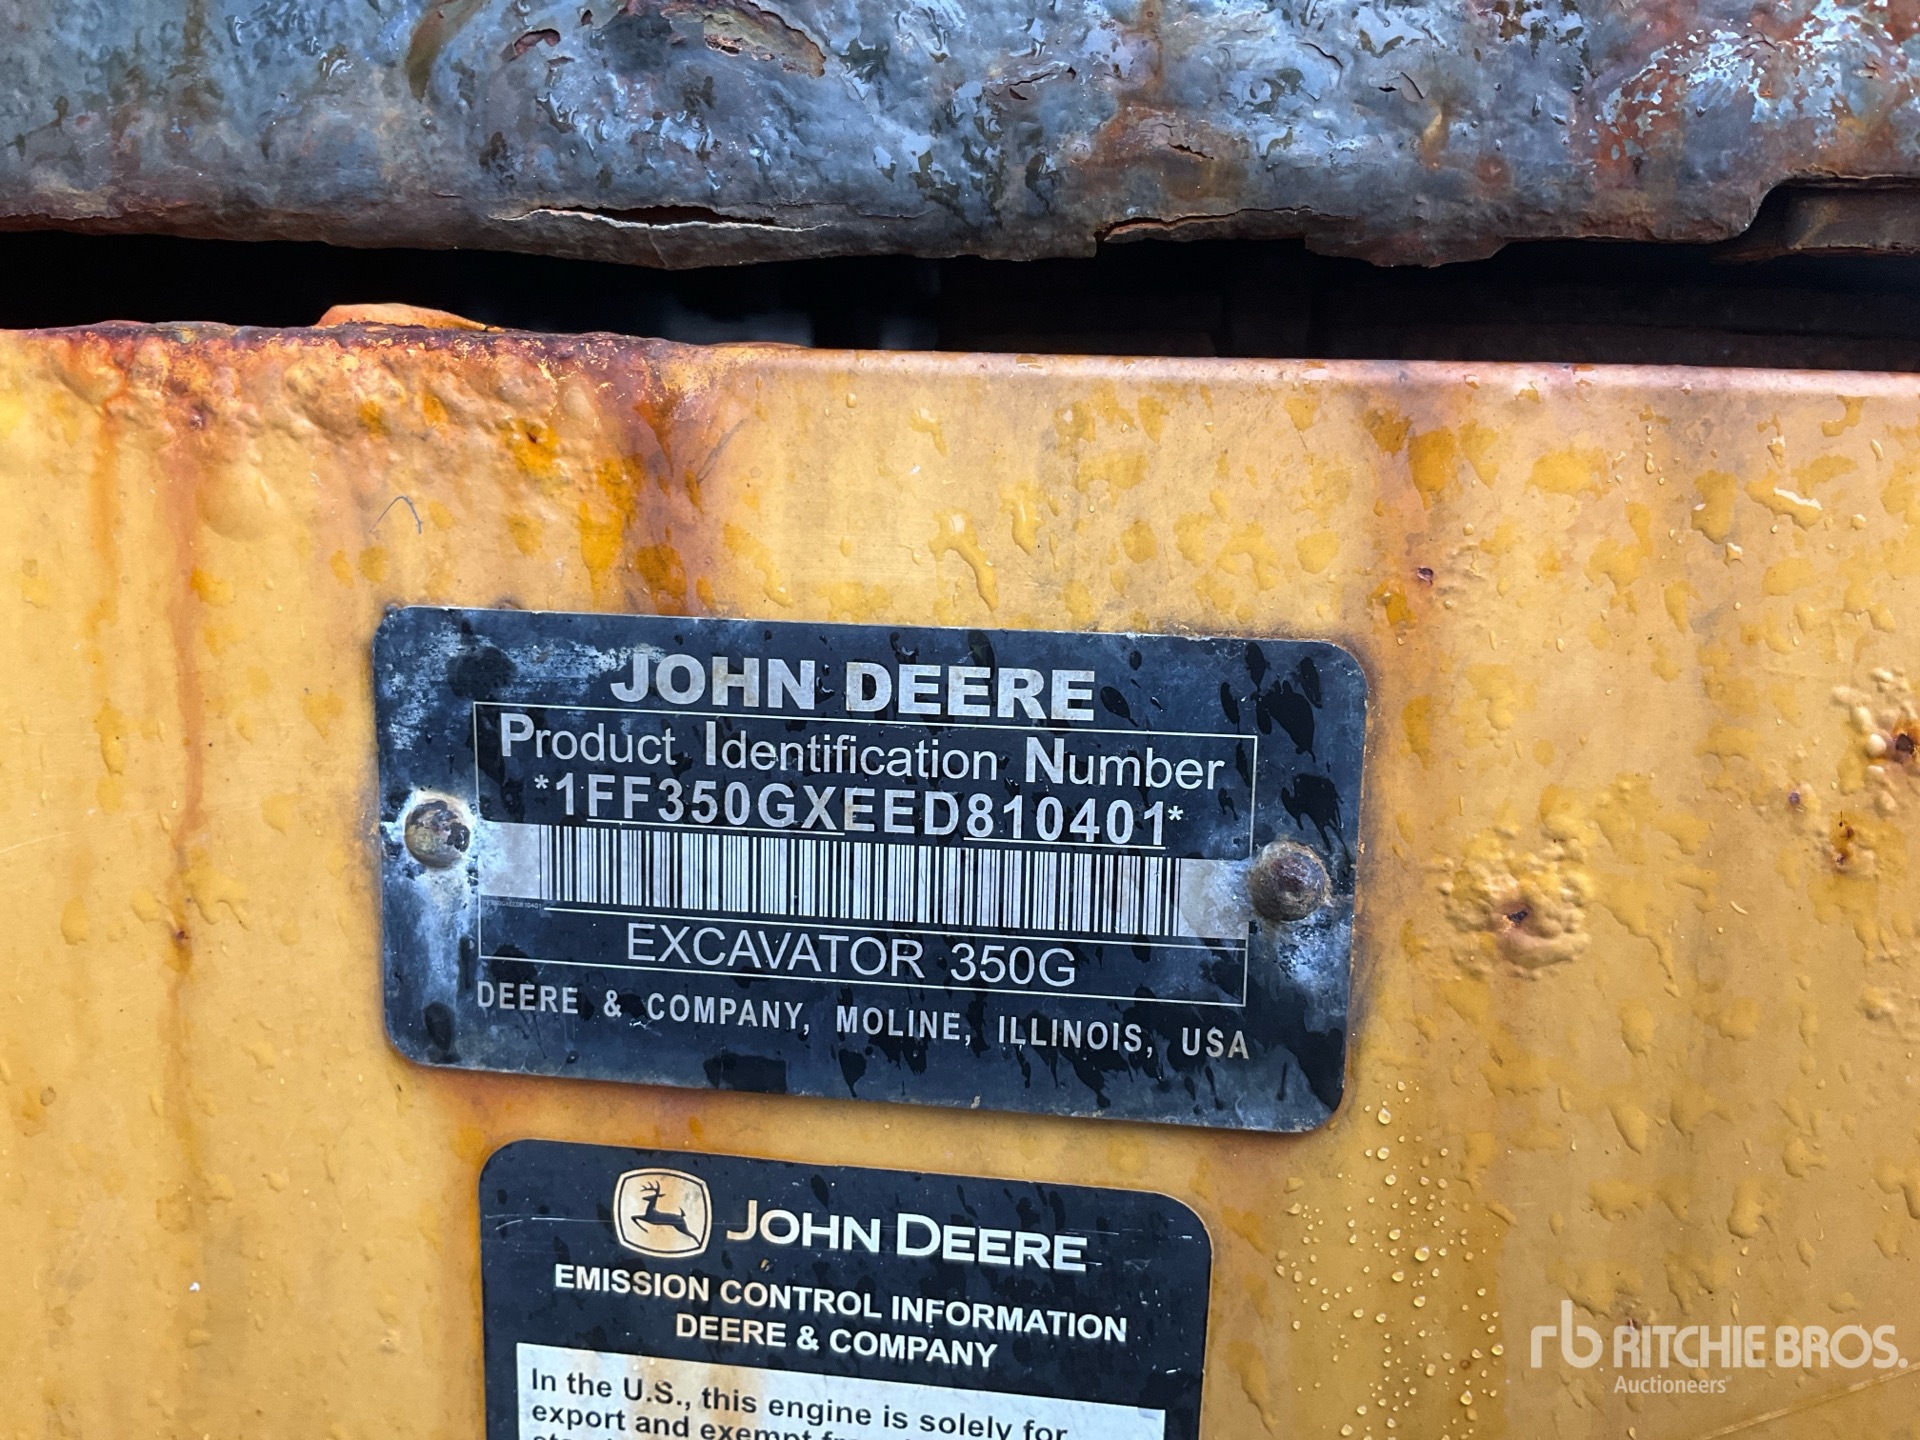 JOHN DEERE
Product Identification Number
*1FF350GXEED810401*
EXCAVATOR 350G
DEERE & COMPANY, MOLINE, ILLINOIS, USA
JOHN DEERE
EMISSION CONTROL INFORMATION
DEERE & COMPANY
In the U.S., this engine is solely for
export and exempt
rb RITCHIE BROS.
Auctioneers